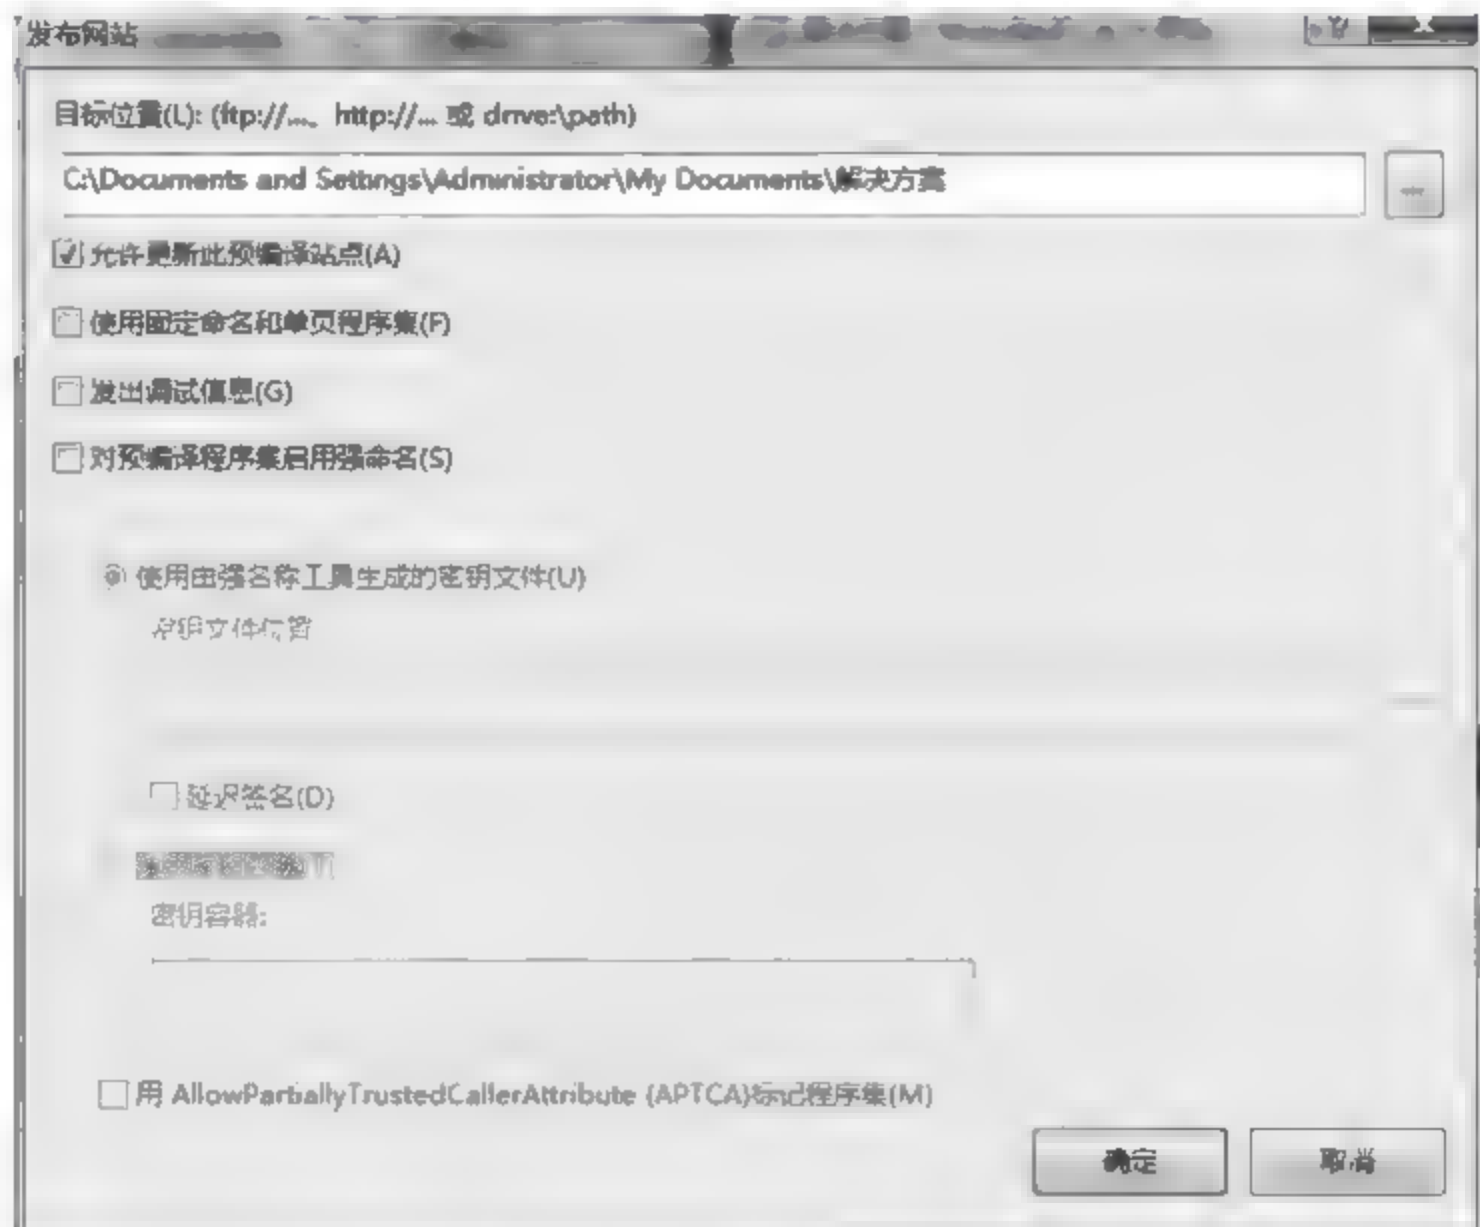 发布网站
目标位置(L): (ftp://...、http://... 或 drive:\path)
C:\Documents and Settings\Administrator\My Documents\解决方案
...
允许更新此预编译站点(A)
使用固定命名和单页程序集(F)
发出调试信息(G)
对预编译程序集启用强命名(S)
使用由强名称工具生成的密钥文件(U)
密钥文件位置
延迟签名(D)
密钥容器:
用 AllowPartiallyTrustedCallerAttribute (APTCA)标记程序集(M)
确定
取消